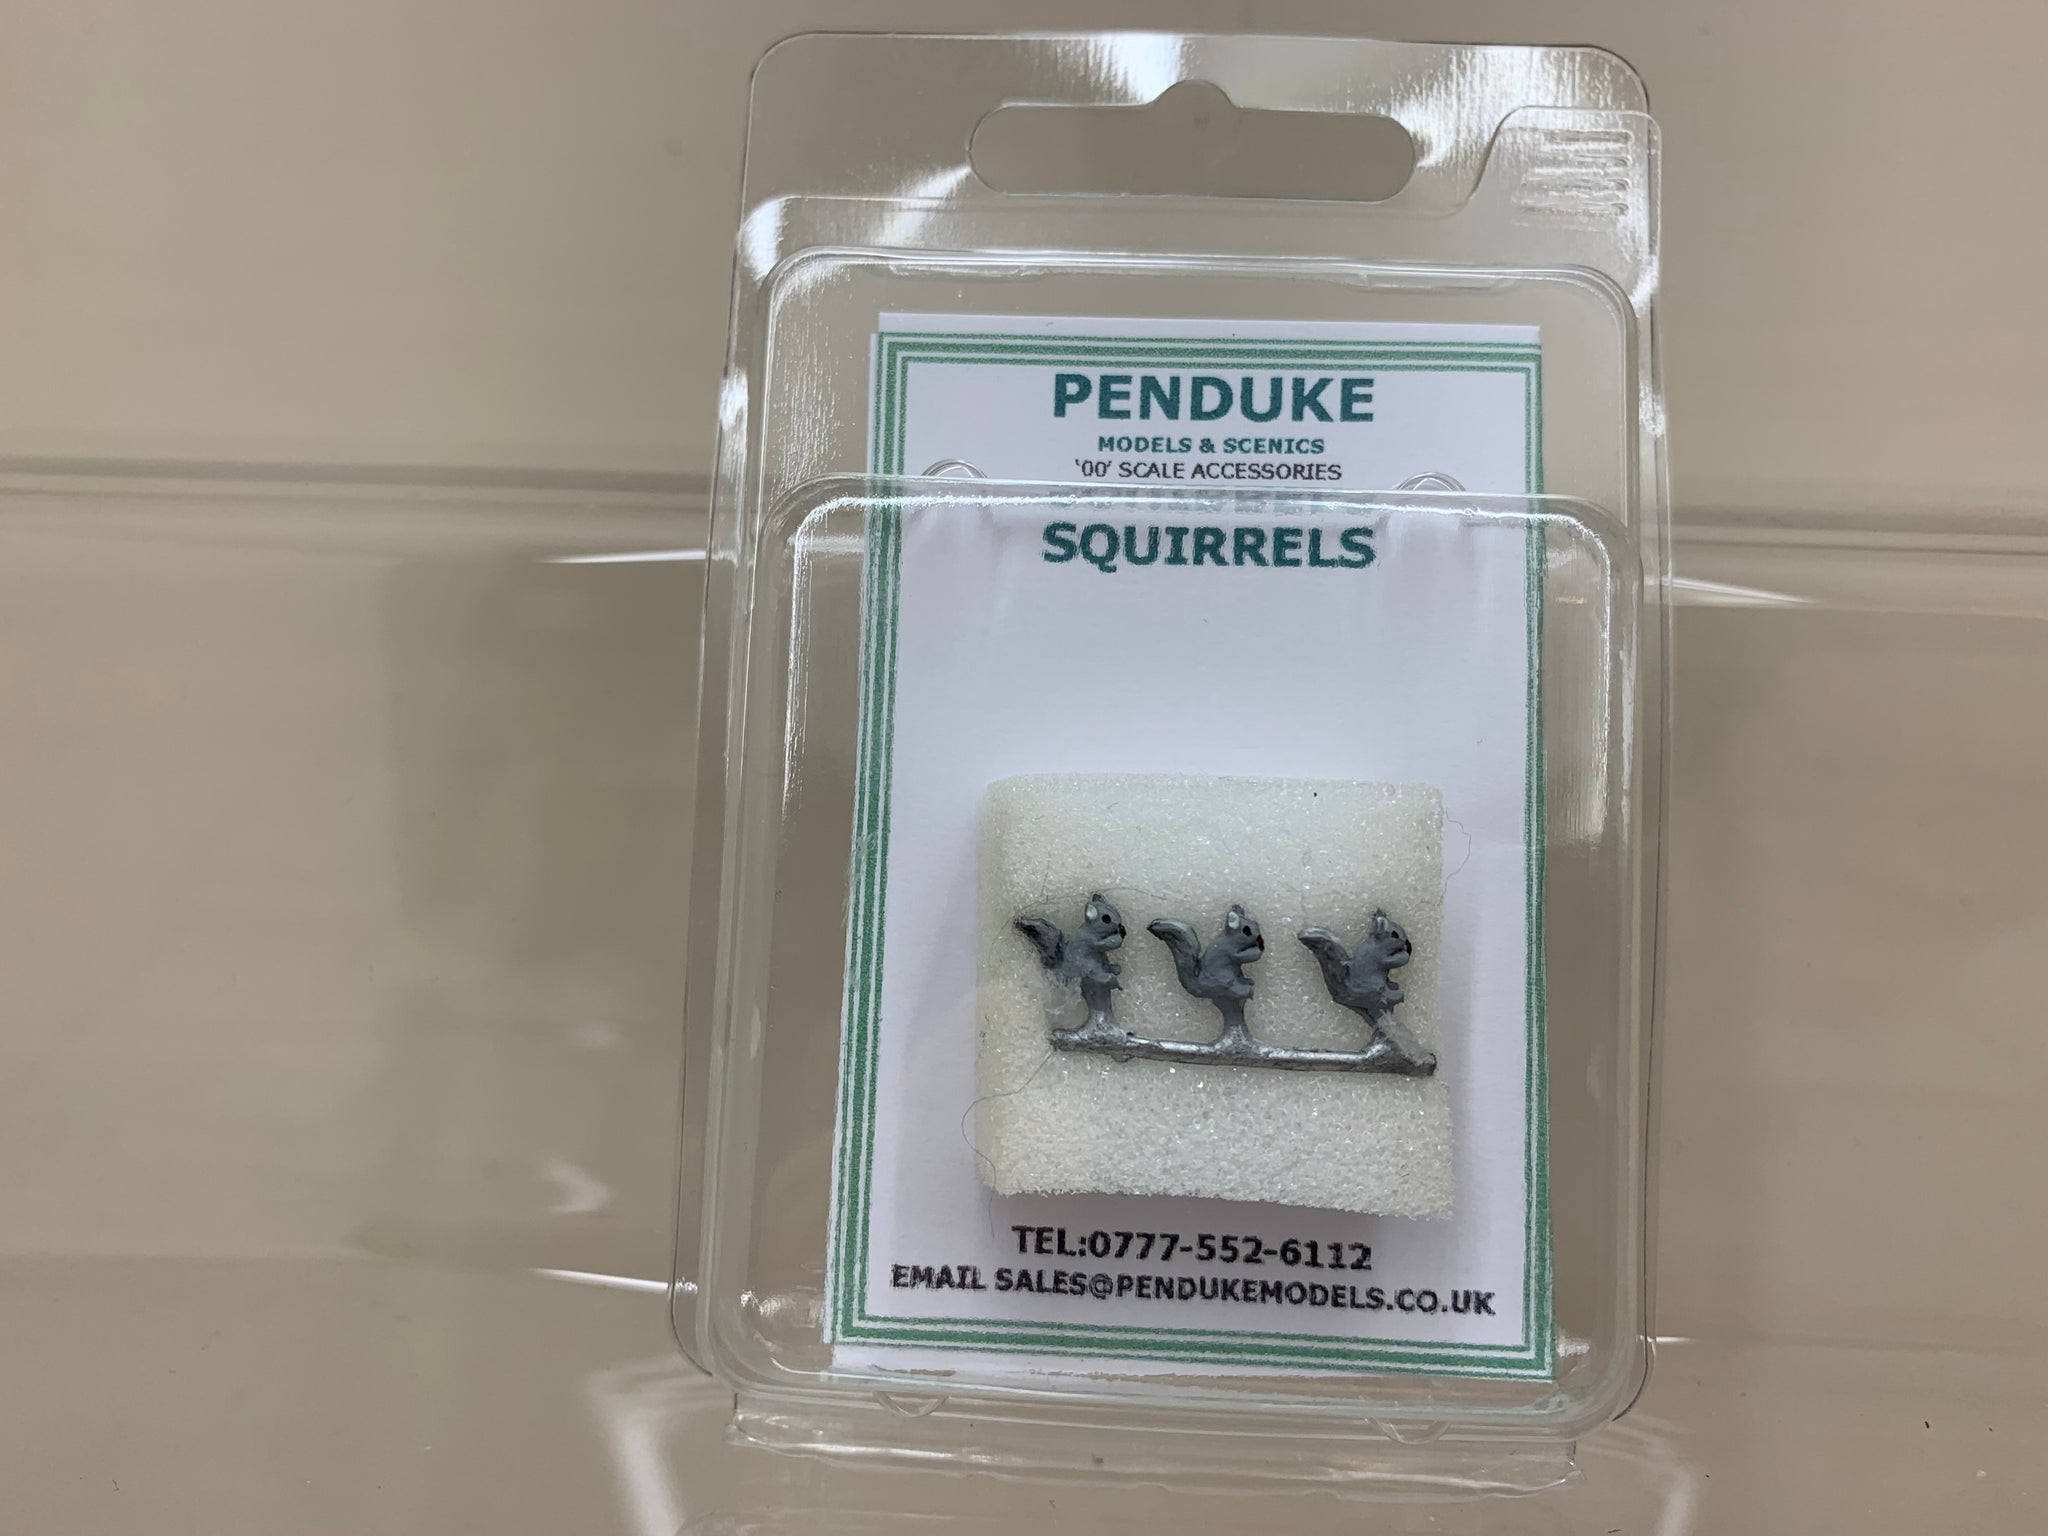 PENDUKE
MODELS & SCENICS
'00' SCALE ACCESSORIES
SQUIRRELS
TEL:0777-552-6112
EMAIL SALES@PENDUKEMODELS.CO.UK